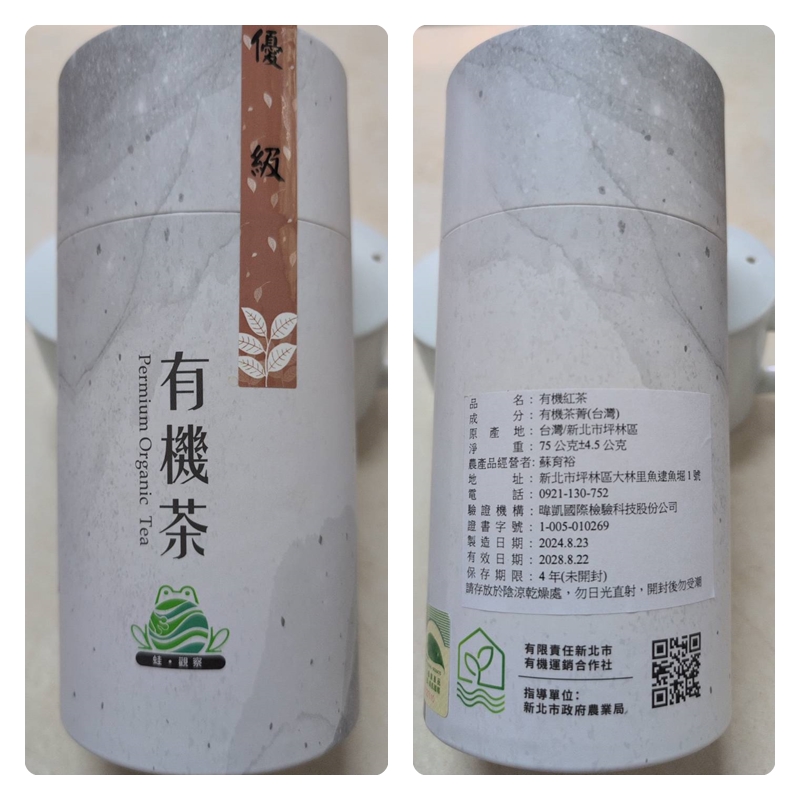 優級
有機茶
Permium Organic Tea
蛙·觀察
品名：有機紅茶
成分：有機茶菁(台灣)
原產地：台灣/新北市坪林區
淨重：75公克±4.5公克
農產品經營者：蘇育裕
地址：新北市坪林區大林里魚逮魚堀1號
電話：0921-130-752
驗證機構：暐凱國際檢驗科技股份公司
證書字號：1-005-010269
製造日期：2024.8.23
有效日期：2028.8.22
保存期限：4年(未開封)
請存放於陰涼乾燥處，勿日光直射，開封後勿受潮
有限責任新北市
有機運銷合作社
指導單位：
新北市政府農業局